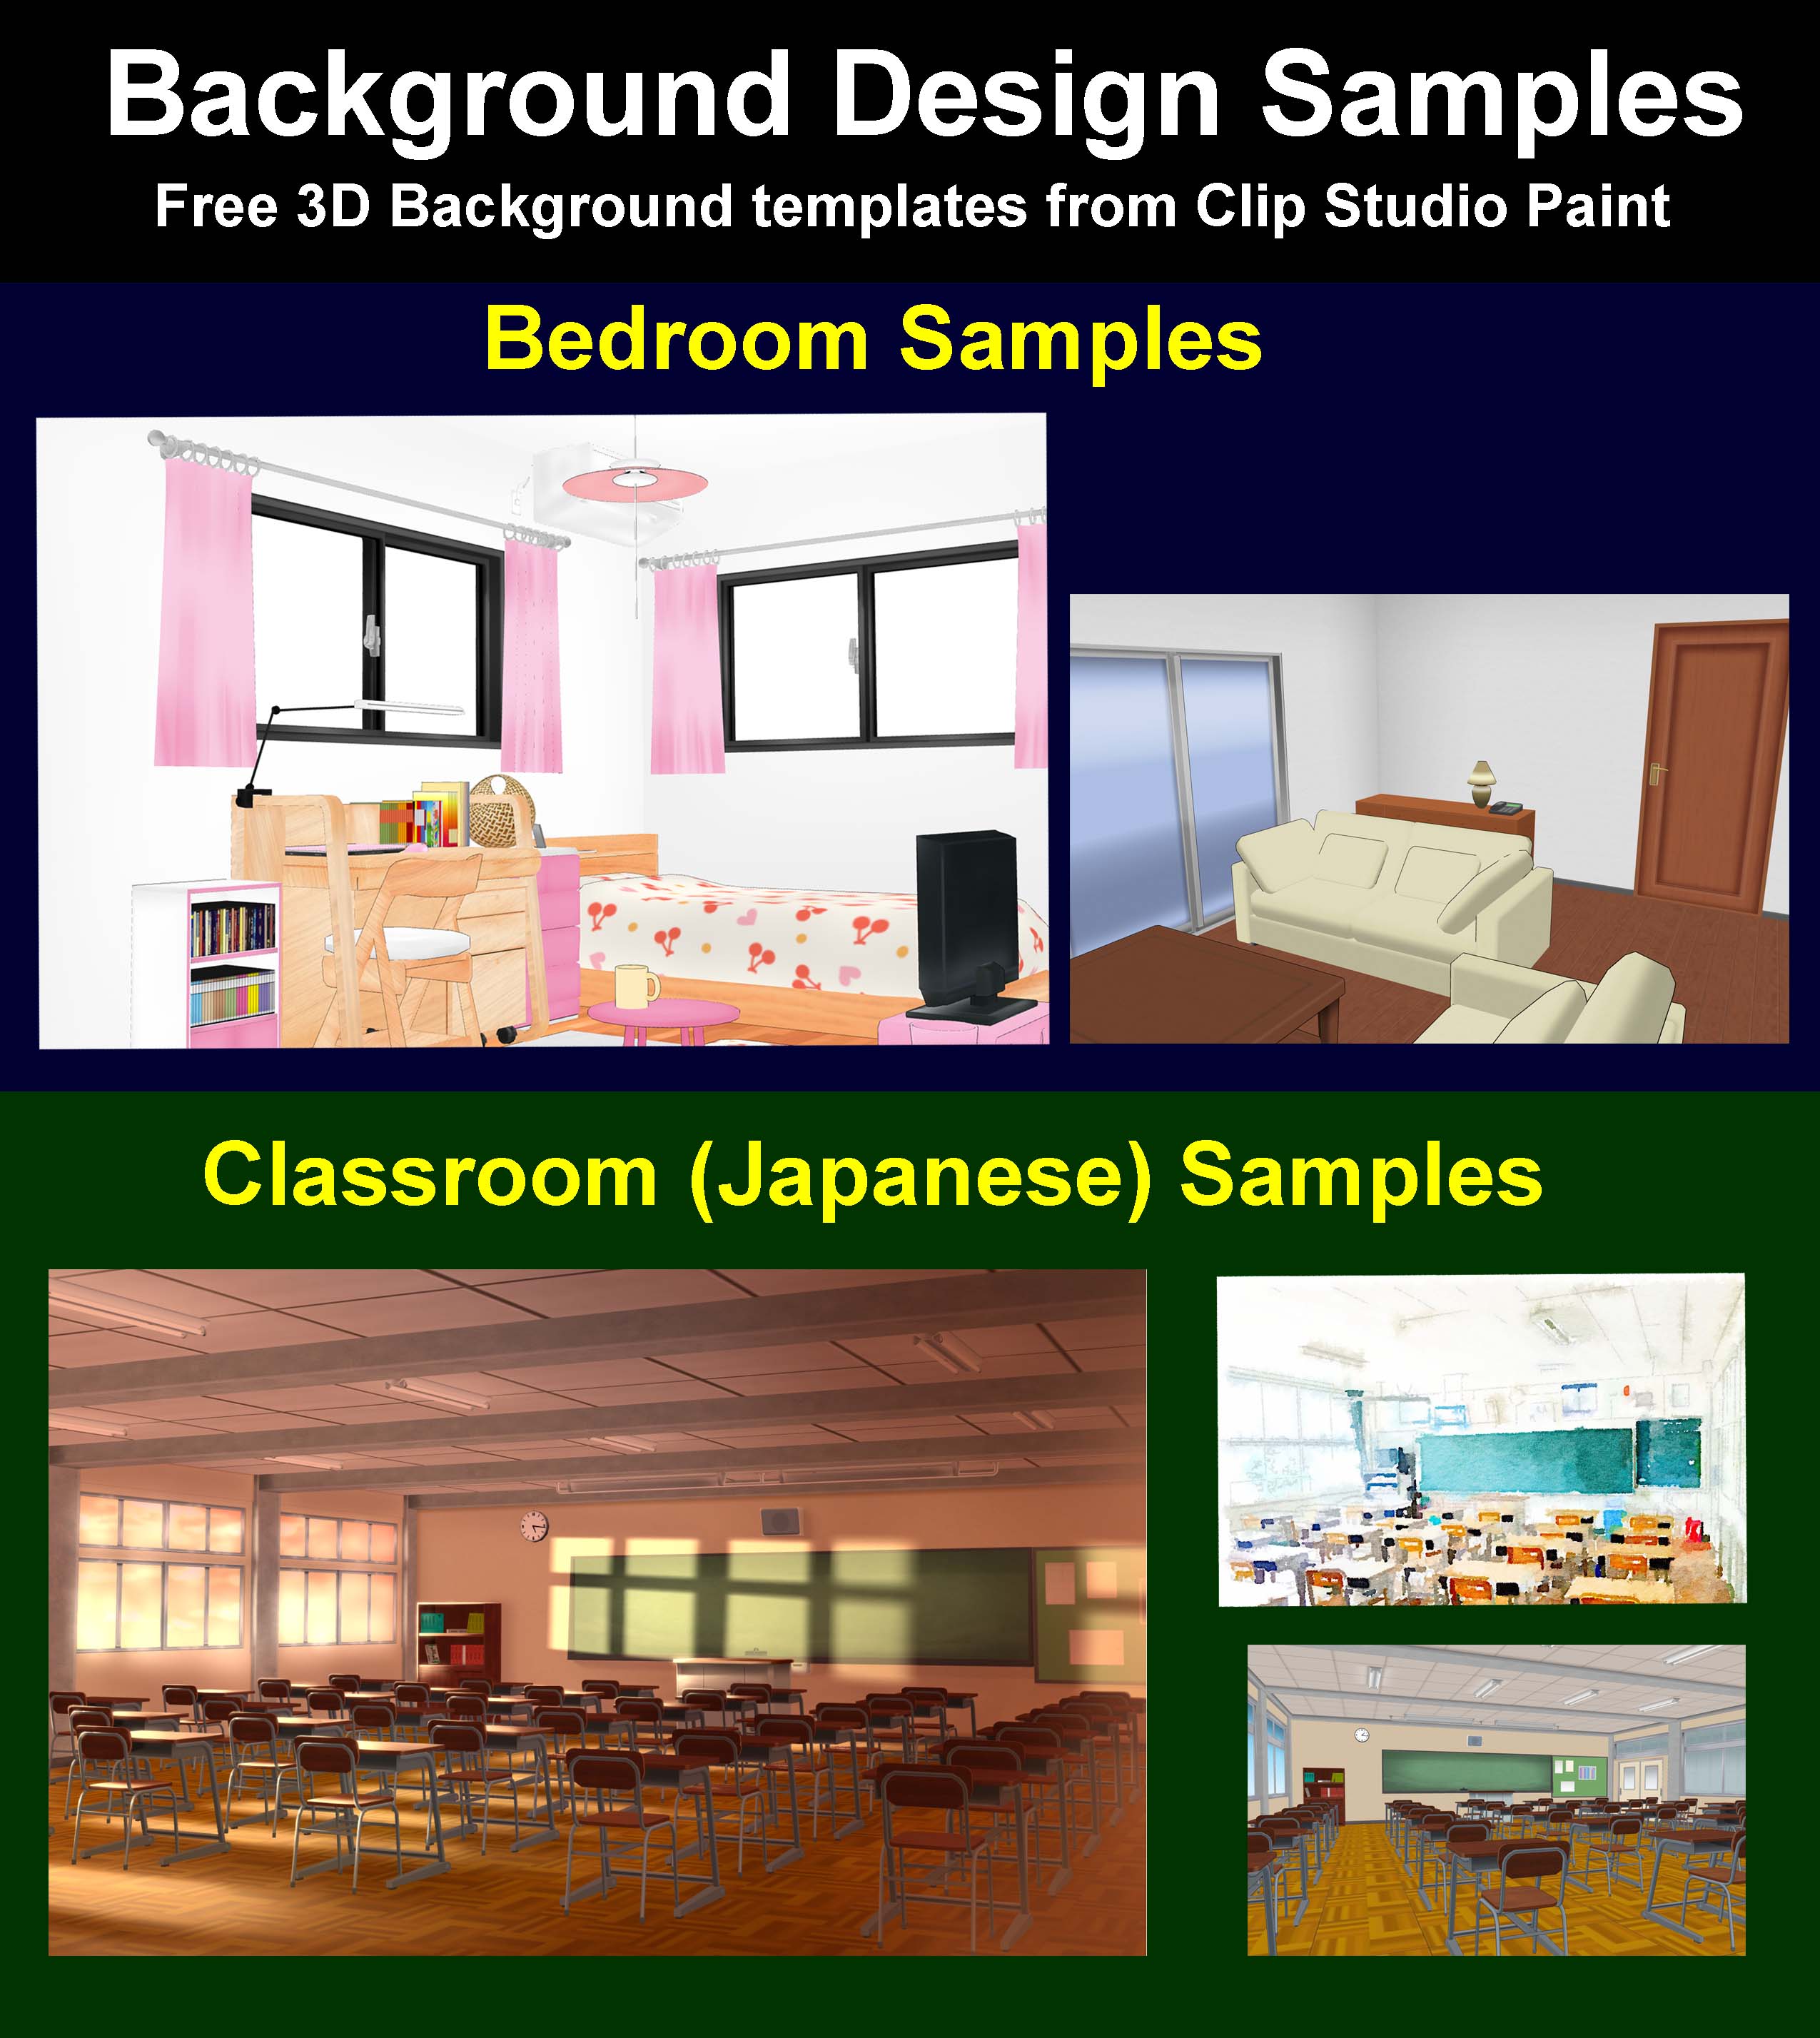 Background Design Samples
Free 3D Background templates from Clip Studio Paint
Bedroom Samples
Classroom (Japanese) Samples